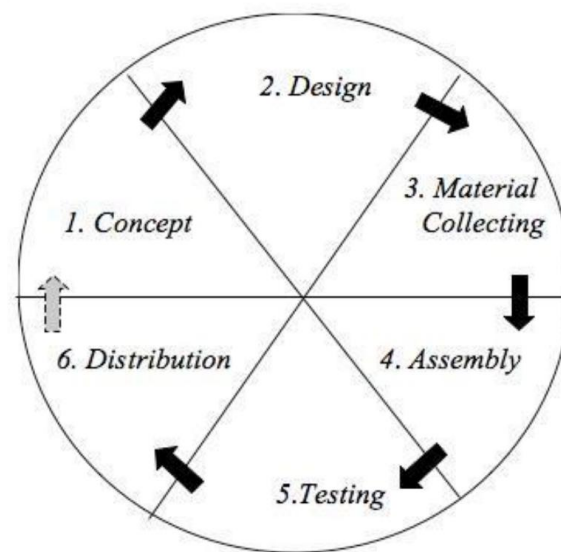 1. Concept
2. Design
3. Material
Collecting
4. Assembly
5.Testing
6. Distribution